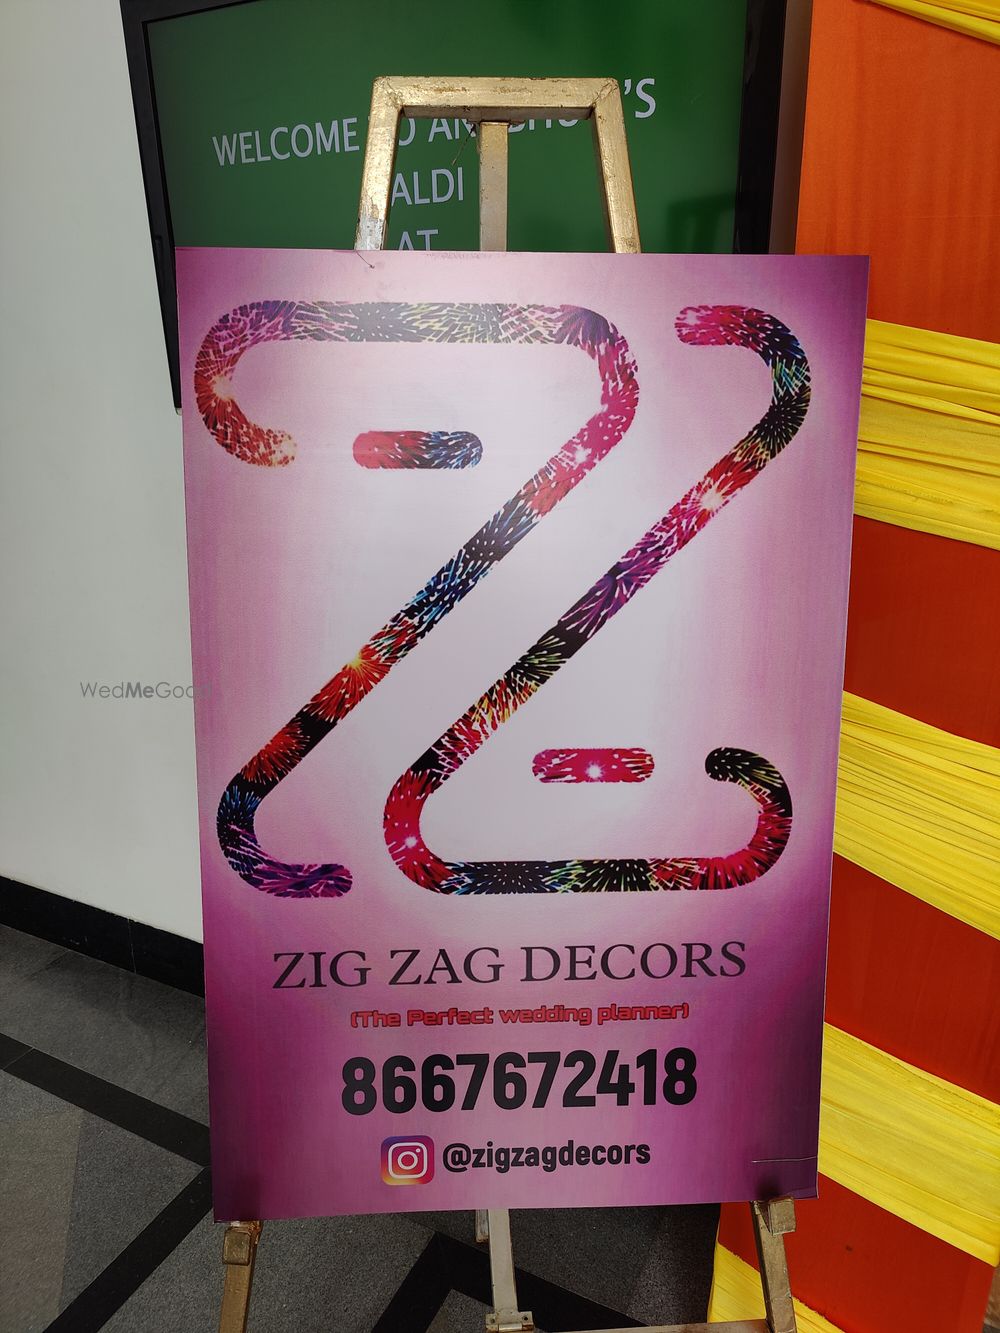 WELCOME
'S
ALDI
AT
WedMeGood
ZIG ZAG DECORS
(The Perfect wedding planner)
8667672418
@zigzagdecors